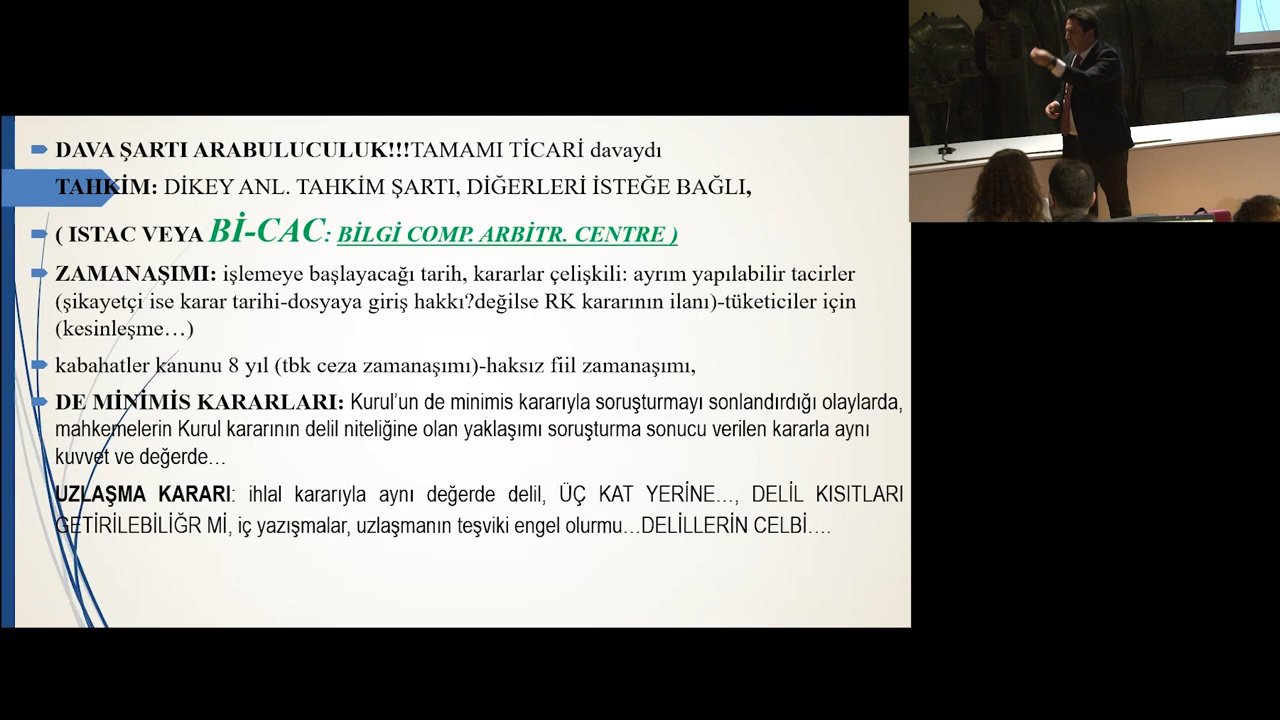 DAVA ŞARTI ARABULUCULUK!!!TAMAMI TİCARİ davaydı
TAHKİM: DİKEY ANL. TAHKİM ŞARTI, DİĞERLERİ İSTEĞE BAĞLI,
( ISTAC VEYA Bİ-CAC: BİLGİ COMP. ARBİTR. CENTRE )
ZAMANAŞIMI: işlemeye başlayacağı tarih, kararlar çelişkili: ayrım yapılabilir tacirler
(şikayetçi ise karar tarihi-dosyaya giriş hakkı?değilse RK kararının ilanı)-tüketiciler için
(kesinleşme…)
kabahatler kanunu 8 yıl (tbk ceza zamanaşımı)-haksız fiil zamanaşımı,
DE MİNİMİS KARARLARI: Kurul’un de minimis kararıyla soruşturmayı sonlandırdığı olaylarda,
mahkemelerin Kurul kararının delil niteliğine olan yaklaşımı soruşturma sonucu verilen kararla aynı
kuvvet ve değerde…
UZLAŞMA KARARI: ihlal kararıyla aynı değerde delil, ÜÇ KAT YERİNE…, DELİL KISITLARI
GETİRİLEBİLİĞR Mİ, iç yazışmalar, uzlaşmanın teşviki engel olurmu…DELİLLERİN CELBİ….